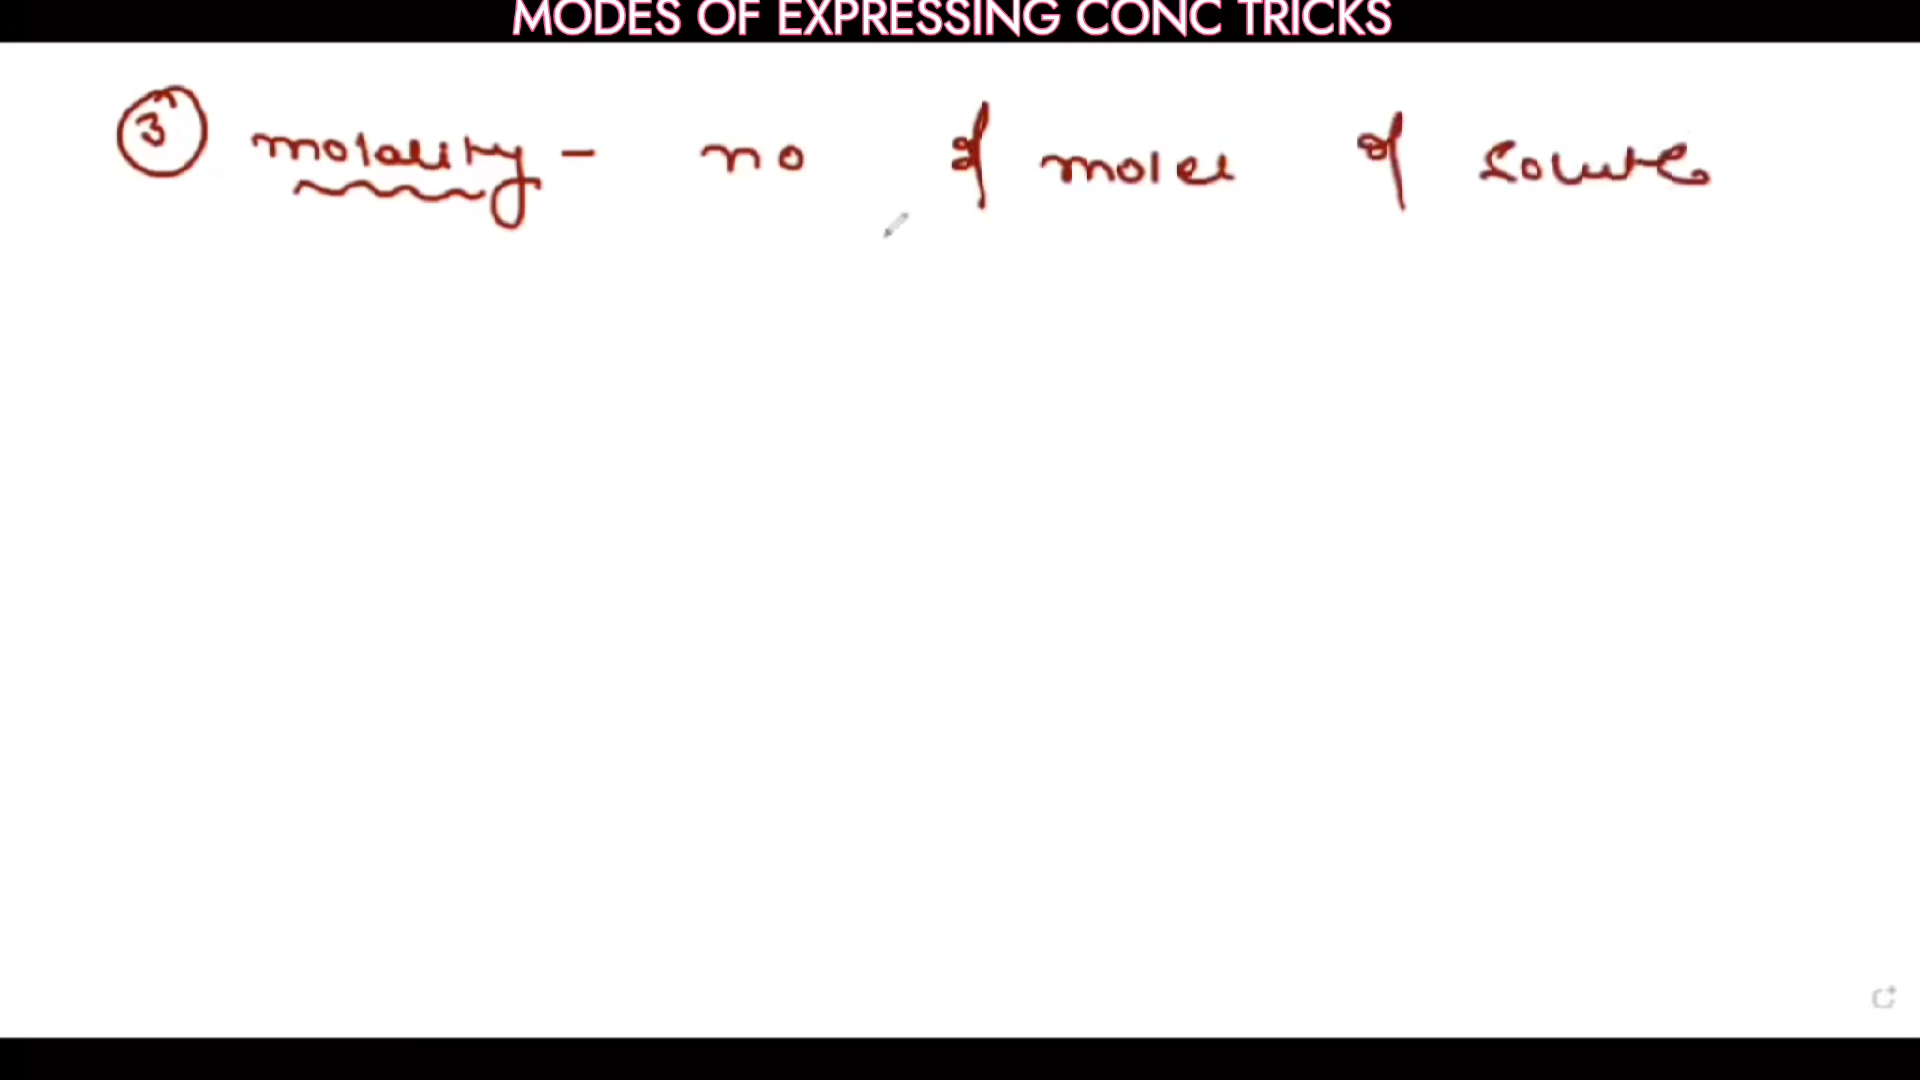 MODES OF EXPRESSING CONC TRICKS
3 molality - no of moles of solute